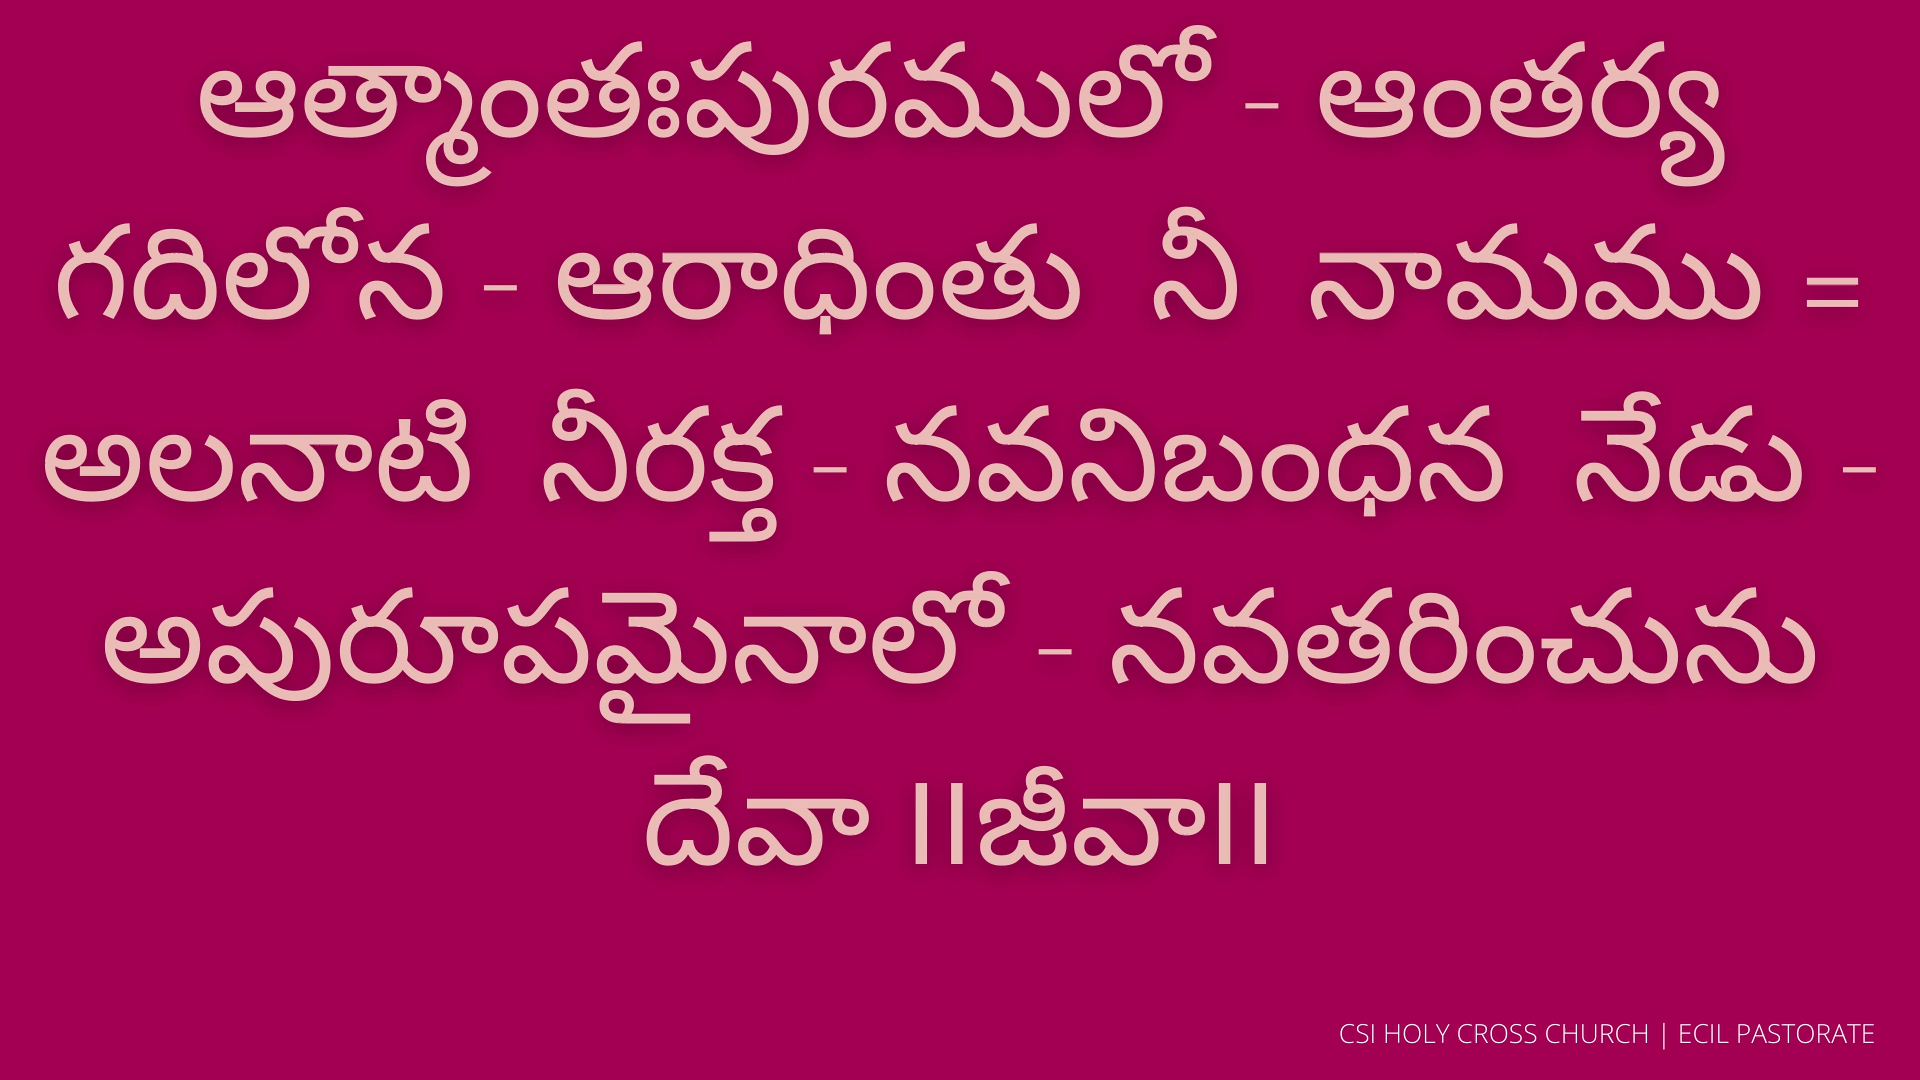 ఆత్మాంతఃపురములో - ఆంతర్య
గదిలోన - ఆరాధింతు నీ నామము =
అలనాటి నీరక్త - నవనిబంధన నేడు -
అపురూపమైనాలో - నవతరించును
దేవా ||జీవా||
CSI HOLY CROSS CHURCH | ECIL PASTORATE